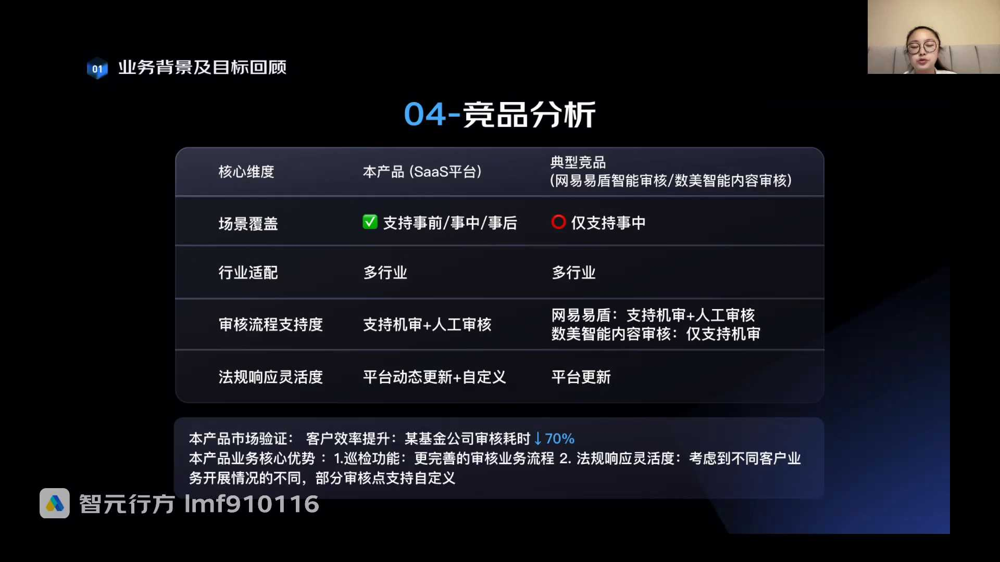 01 业务背景及目标回顾
04-竞品分析
核心维度
本产品 (SaaS平台)
典型竞品
(网易易盾智能审核/数美智能内容审核)
场景覆盖
✅ 支持事前/事中/事后
⭕ 仅支持事中
行业适配
多行业
多行业
审核流程支持度
支持机审+人工审核
网易易盾：支持机审+人工审核
数美智能内容审核：仅支持机审
法规响应灵活度
平台动态更新+自定义
平台更新
本产品市场验证： 客户效率提升：某基金公司审核耗时↓70%
本产品业务核心优势 ：1.巡检功能：更完善的审核业务流程 2. 法规响应灵活度：考虑到不同客户业
务开展情况的不同，部分审核点支持自定义
智元行方 lmf910116